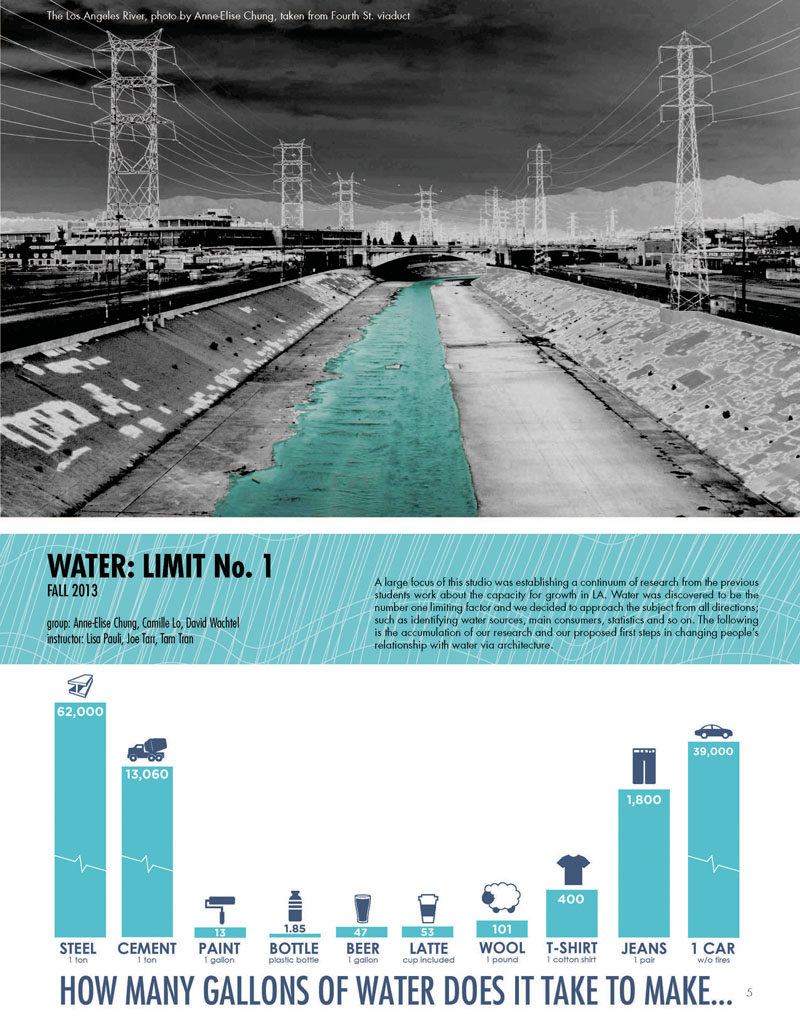 The Los Angeles River, photo by Anne-Elise Chung, taken from Fourth St. viaduct
WATER: LIMIT No. 1
FALL 2013
group: Anne-Elise Chung, Camille Lo, David Wachtel
instructor: Lisa Pauli, Joe Tarr, Tam Tran
A large focus of this studio was establishing a continuum of research from the previous
students work about the capacity for growth in LA. Water was discovered to be the
number one limiting factor and we decided to approach the subject from all directions;
such as identifying water sources, main consumers, statistics and so on. The following
is the accumulation of our research and our proposed first steps in changing people's
relationship with water via architecture.
62,000
13,060
13
1.85
47
53
101
400
1,800
39,000
STEEL
1 ton
CEMENT
1 ton
PAINT
1 gallon
BOTTLE
plastic bottle
BEER
1 gallon
LATTE
cup included
WOOL
1 pound
T-SHIRT
1 cotton shirt
JEANS
1 pair
1 CAR
w/o tires
HOW MANY GALLONS OF WATER DOES IT TAKE TO MAKE...
5